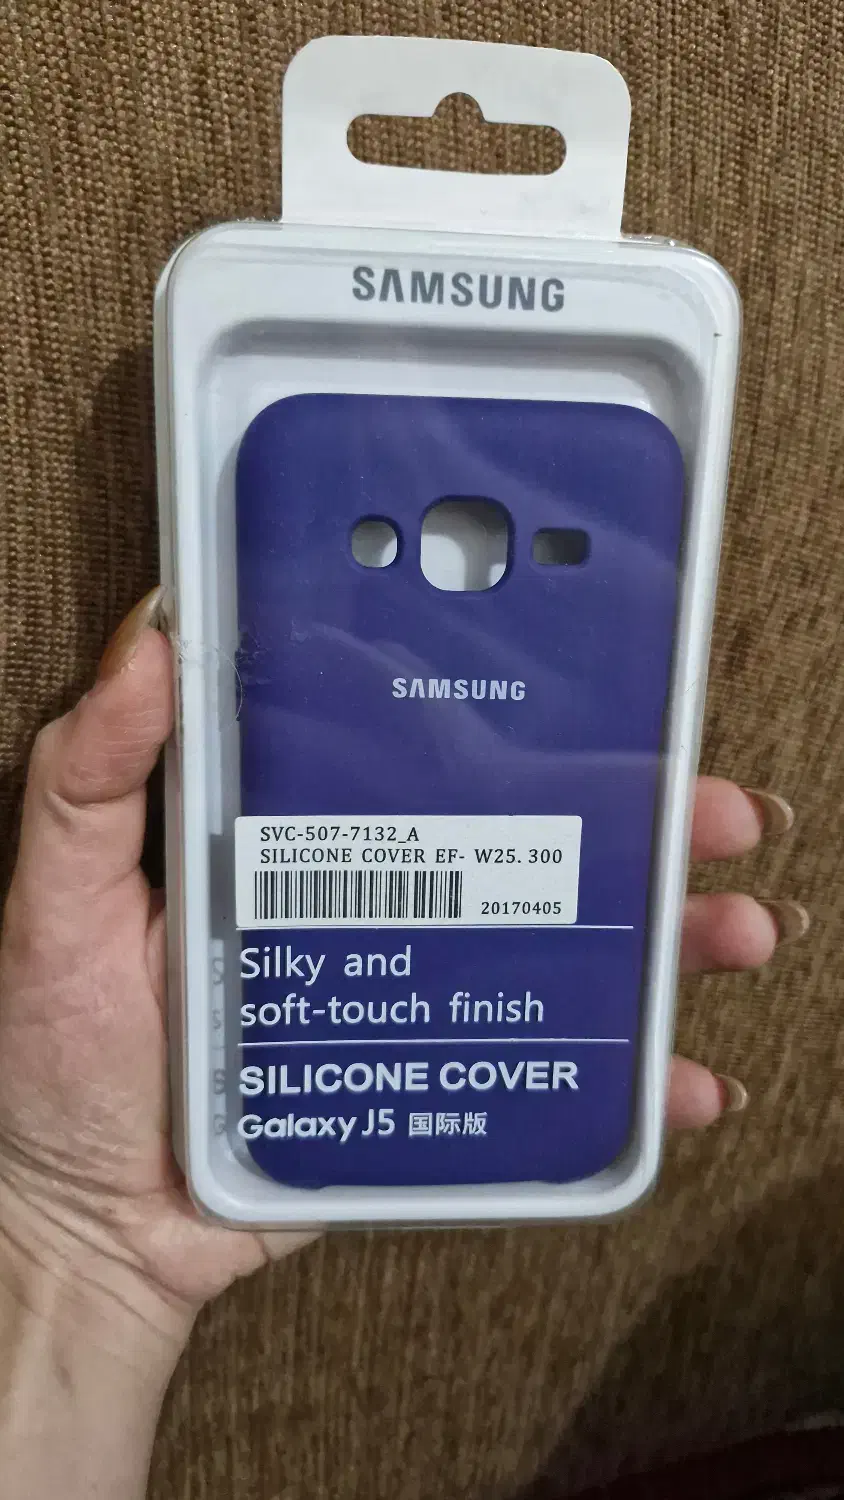 SAMSUNG
SAMSUNG
SVC-507-7132_A
SILICONE COVER EF- W25. 300
20170405
Silky and
soft-touch finish
SILICONE COVER
Galaxy J5 国际版